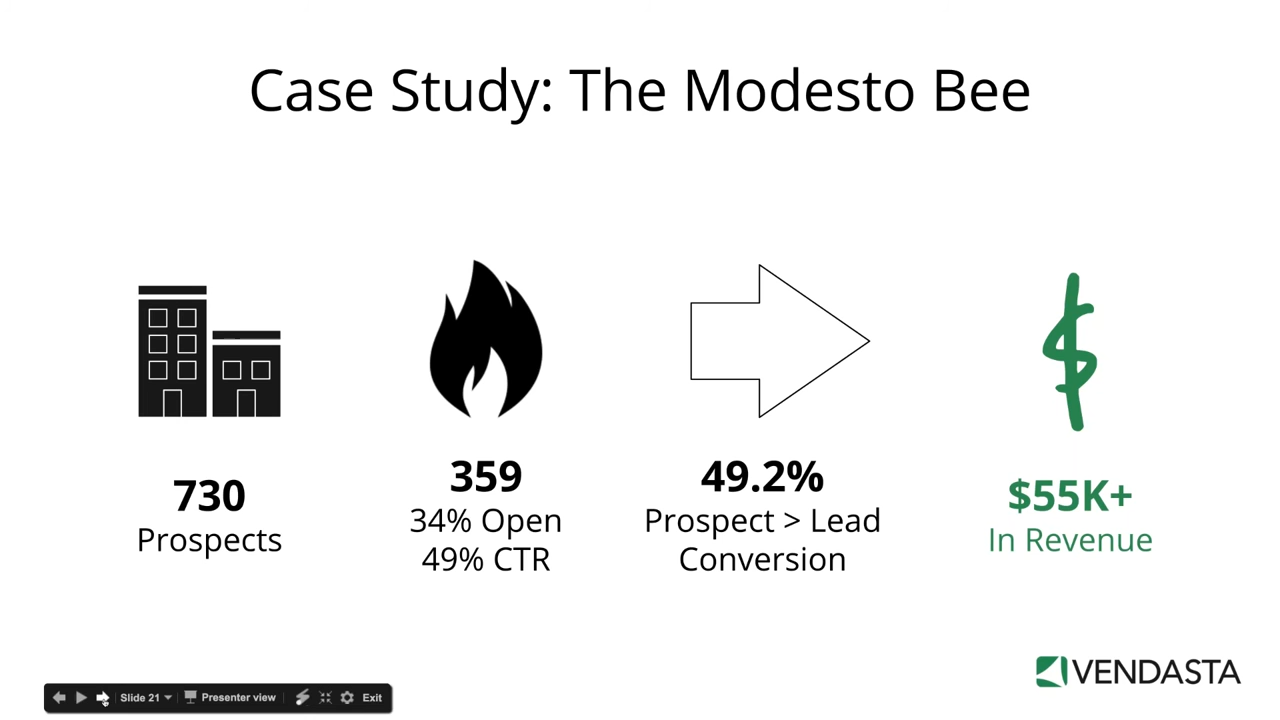 Case Study: The Modesto Bee
730
Prospects
359
34% Open
49% CTR
49.2%
Prospect > Lead
Conversion
$55K+
In Revenue
VENDASTA
Slide 21
Presenter view
Exit